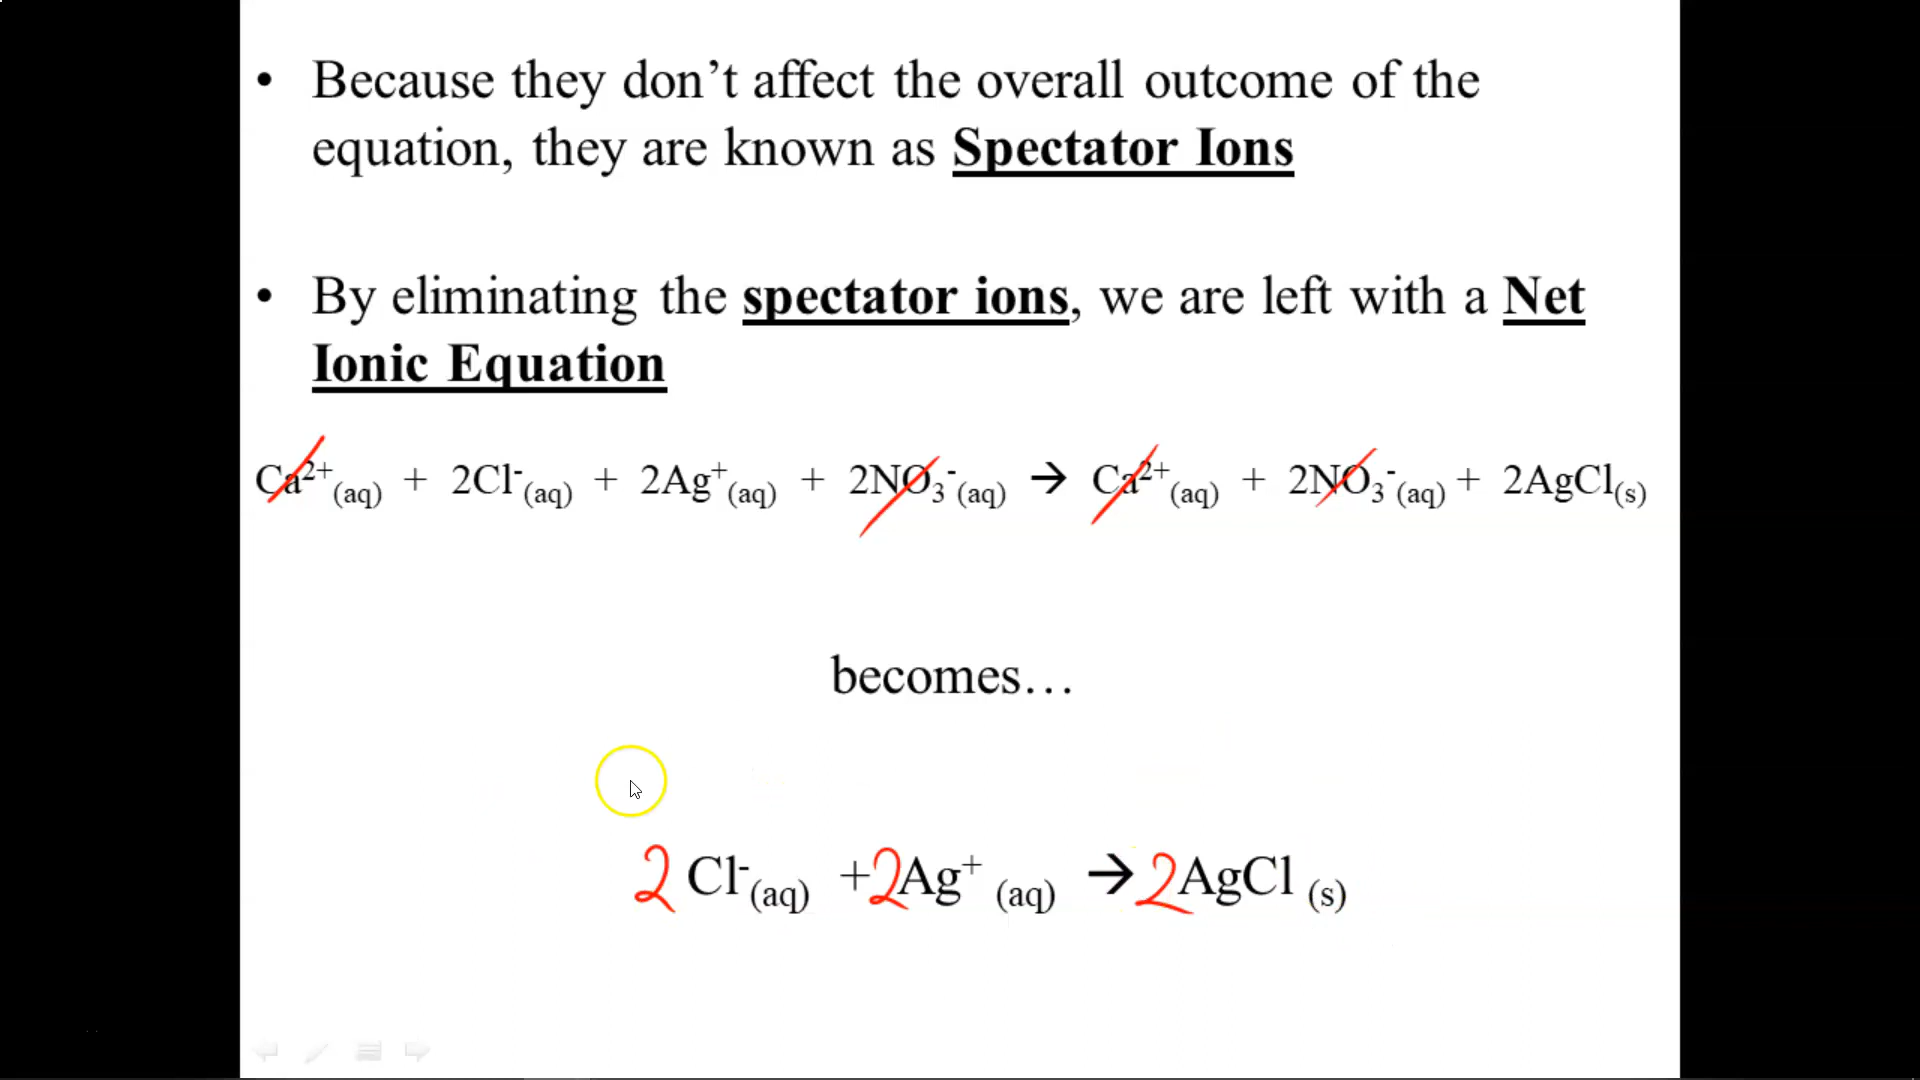 • Because they don’t affect the overall outcome of the
equation, they are known as Spectator Ions
• By eliminating the spectator ions, we are left with a Net
Ionic Equation
Ca²⁺(aq) + 2Cl⁻(aq) + 2Ag⁺(aq) + 2NO₃⁻(aq) → Ca²⁺(aq) + 2NO₃⁻(aq) + 2AgCl(s)
becomes…
2 Cl⁻(aq) + 2Ag⁺ (aq) → 2AgCl (s)